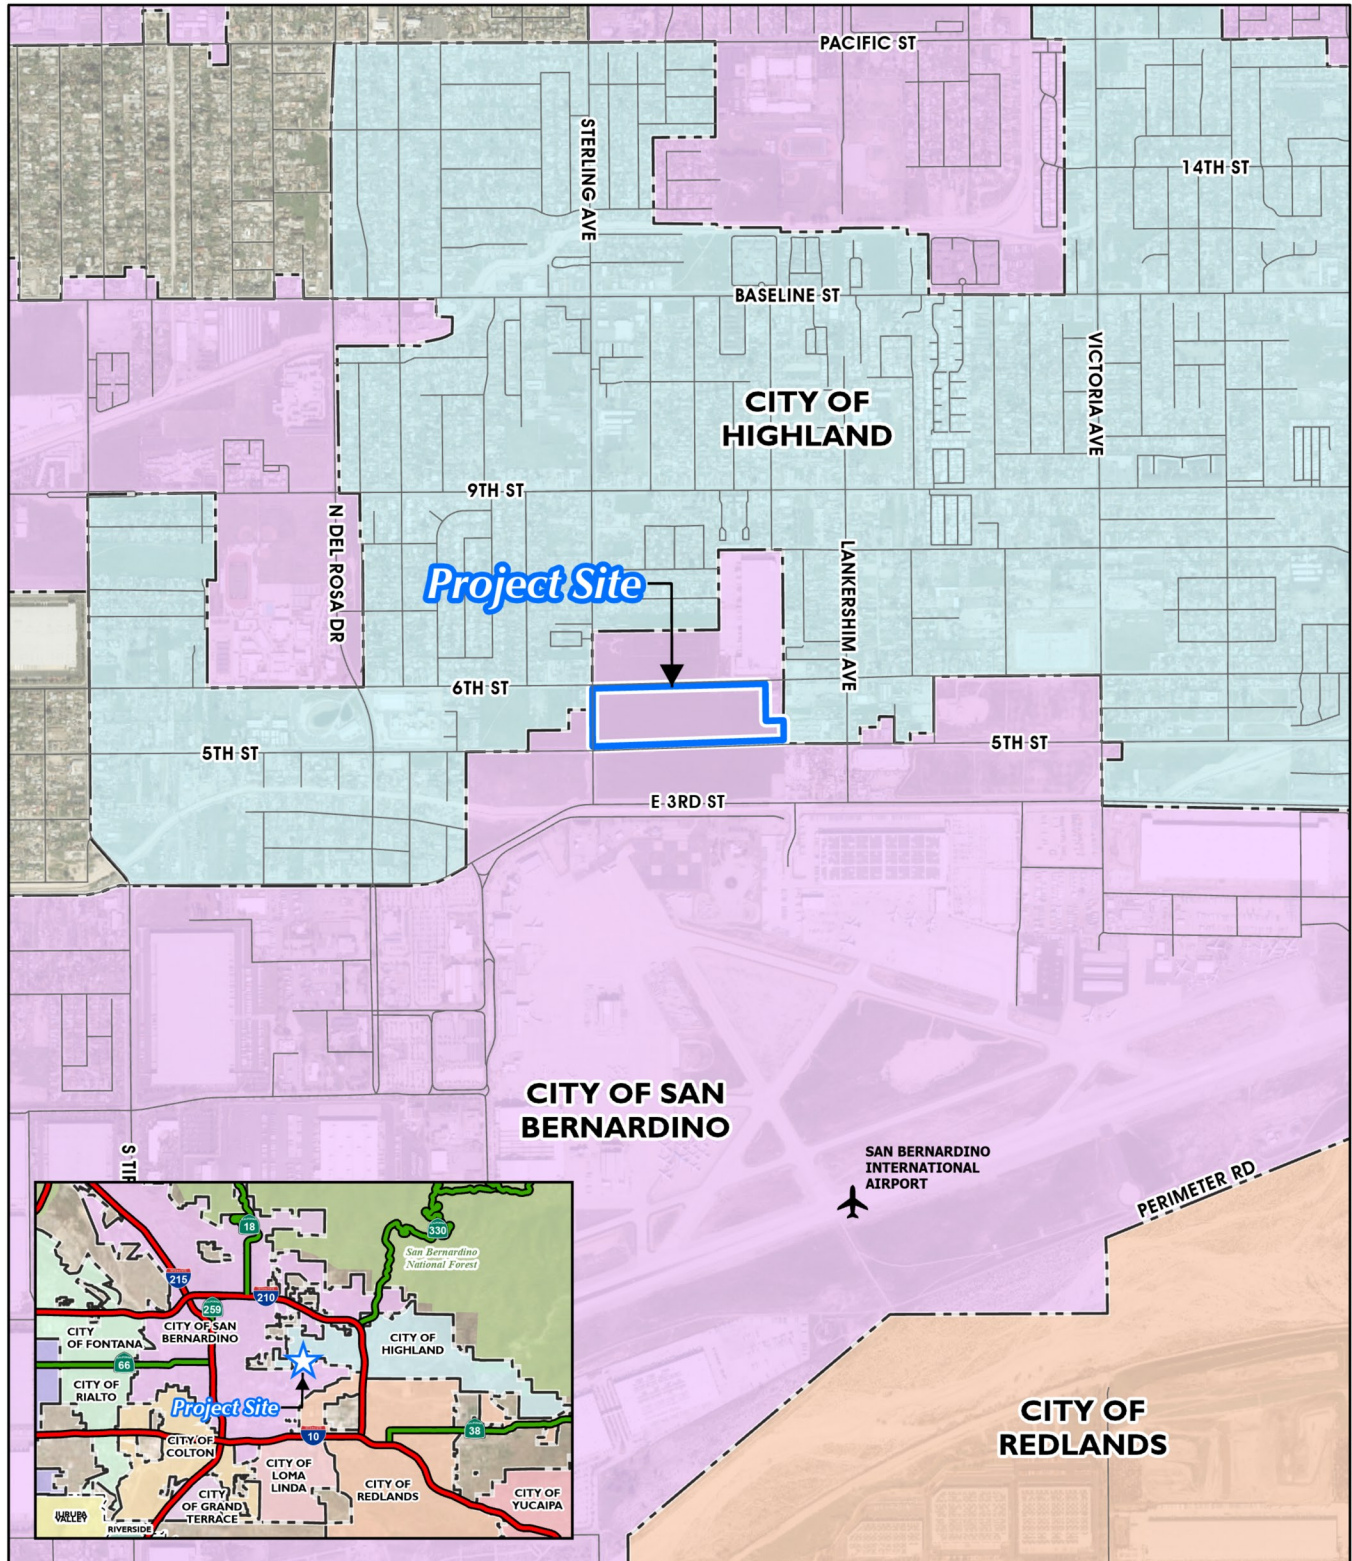 PACIFIC ST
STERLING AVE
14TH ST
BASELINE ST
VICTORIA AVE
CITY OF
HIGHLAND
9TH ST
N DEL ROSA DR
LANKERSHIM AVE
Project Site
6TH ST
5TH ST
5TH ST
E 3RD ST
CITY OF SAN
BERNARDINO
SAN BERNARDINO
INTERNATIONAL
AIRPORT
PERIMETER RD
CITY OF
REDLANDS
18
330
San Bernardino
National Forest
215
210
259
CITY OF SAN
BERNARDINO
CITY
OF FONTANA
CITY OF
HIGHLAND
66
CITY OF
RIALTO
Project Site
38
10
CITY OF
COLTON
CITY OF
LOMA
LINDA
CITY OF
REDLANDS
CITY OF
YUCAIPA
CITY
OF GRAND
TERRACE
JURUPA
VALLEY
RIVERSIDE